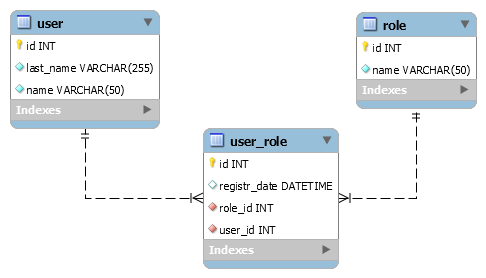 user
id INT
last_name VARCHAR(255)
name VARCHAR(50)
Indexes
role
id INT
name VARCHAR(50)
Indexes
user_role
id INT
registr_date DATETIME
role_id INT
user_id INT
Indexes